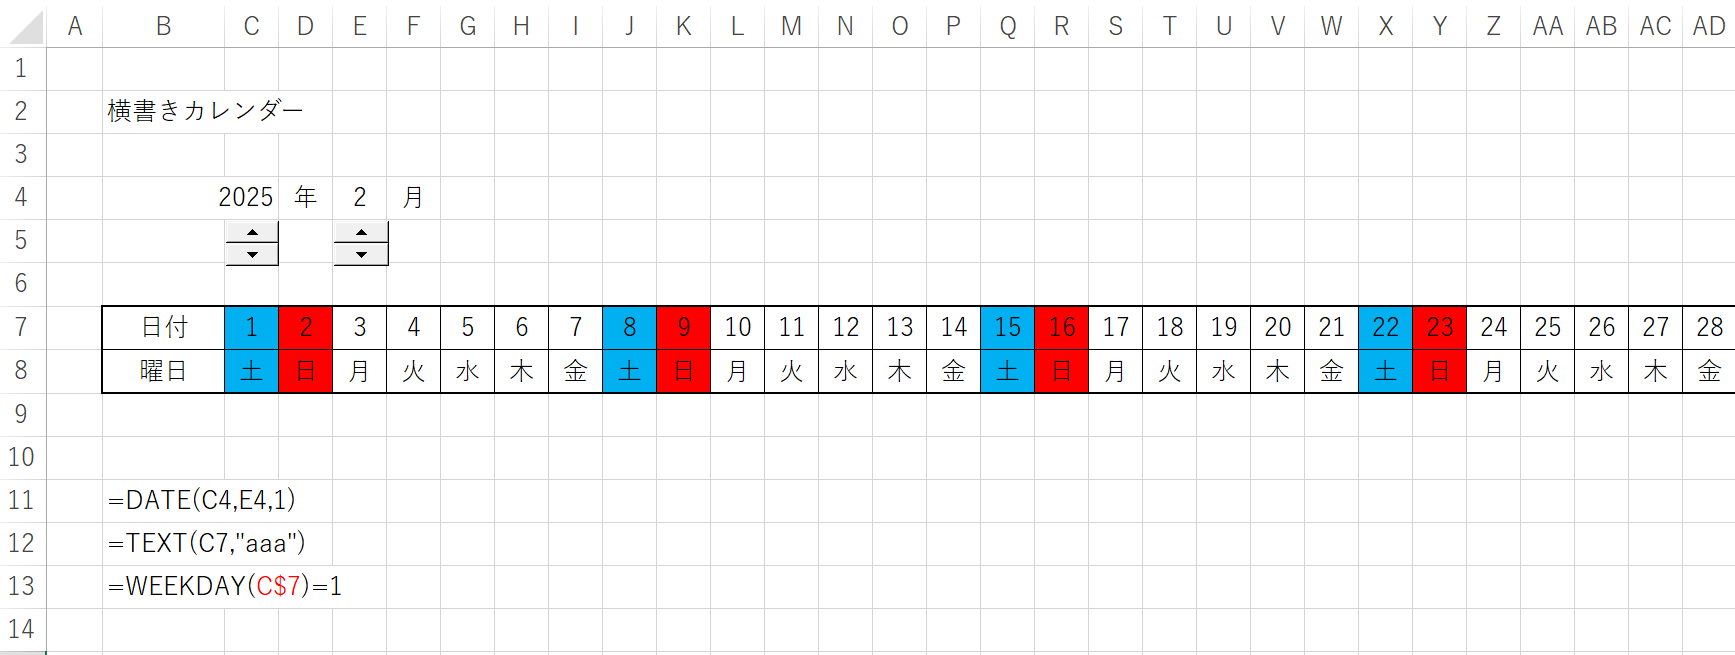 A B C D E F G H I J K L M N O P Q R S T U V W X Y Z AA AB AC AD
1
2 横書きカレンダー
3
4 2025 年 2 月
5
6
7 日付 1 2 3 4 5 6 7 8 9 10 11 12 13 14 15 16 17 18 19 20 21 22 23 24 25 26 27 28
8 曜日 土 日 月 火 水 木 金 土 日 月 火 水 木 金 土 日 月 火 水 木 金 土 日 月 火 水 木 金
9
10
11 =DATE(C4,E4,1)
12 =TEXT(C7,"aaa")
13 =WEEKDAY(C$7)=1
14